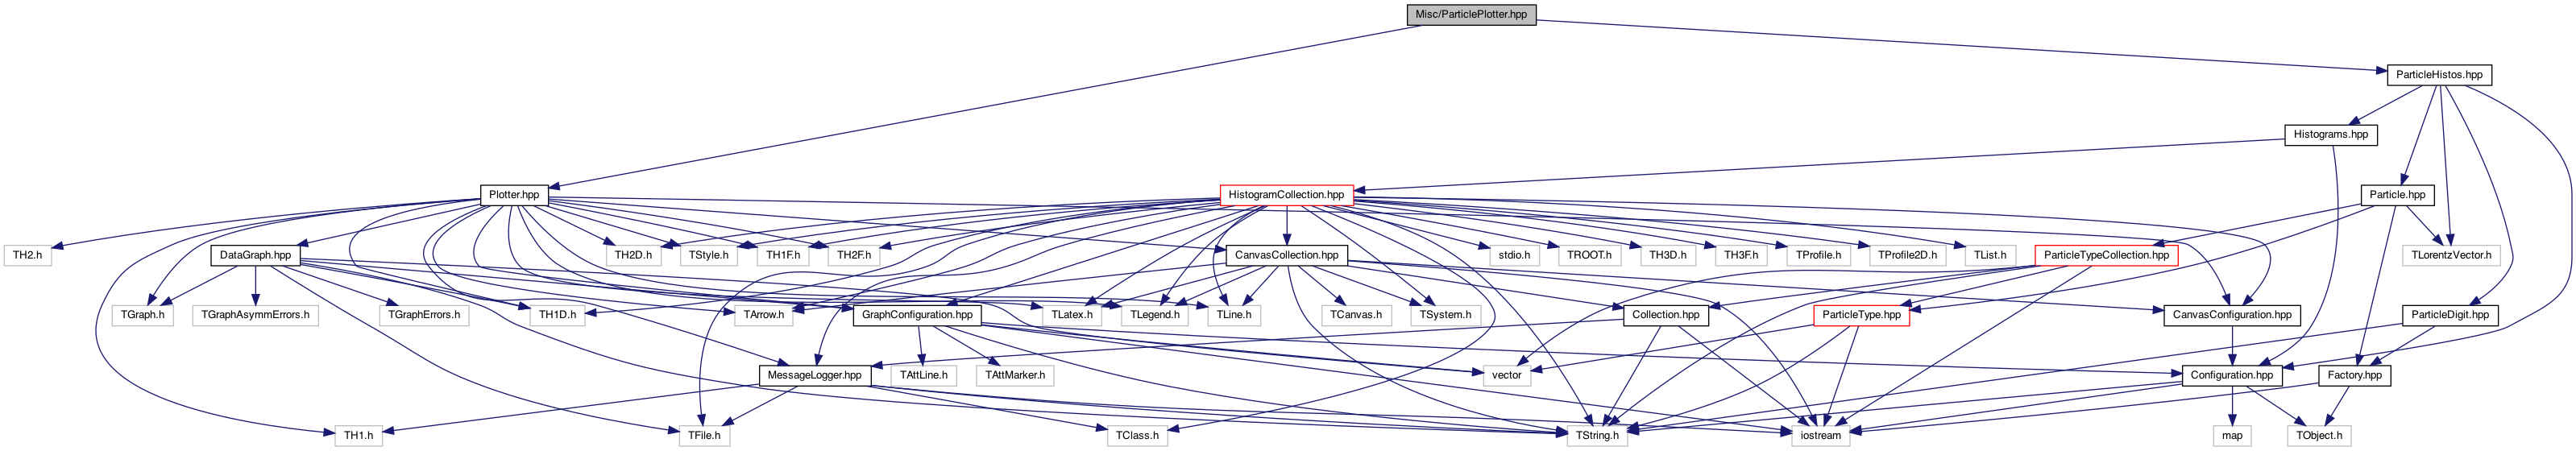 Misc/ParticlePlotter.hpp
ParticleHistos.hpp
Histograms.hpp
Plotter.hpp
HistogramCollection.hpp
Particle.hpp
TH2.h
DataGraph.hpp
TH2D.h
TStyle.h
TH1F.h
TH2F.h
CanvasCollection.hpp
stdio.h
TROOT.h
TH3D.h
TH3F.h
TProfile.h
TProfile2D.h
TList.h
ParticleTypeCollection.hpp
TLorentzVector.h
TGraph.h
TGraphAsymmErrors.h
TGraphErrors.h
TH1D.h
TArrow.h
GraphConfiguration.hpp
TLatex.h
TLegend.h
TLine.h
TCanvas.h
TSystem.h
Collection.hpp
ParticleType.hpp
CanvasConfiguration.hpp
ParticleDigit.hpp
MessageLogger.hpp
TAttLine.h
TAttMarker.h
vector
Configuration.hpp
Factory.hpp
TH1.h
TFile.h
TClass.h
TString.h
iostream
map
TObject.h